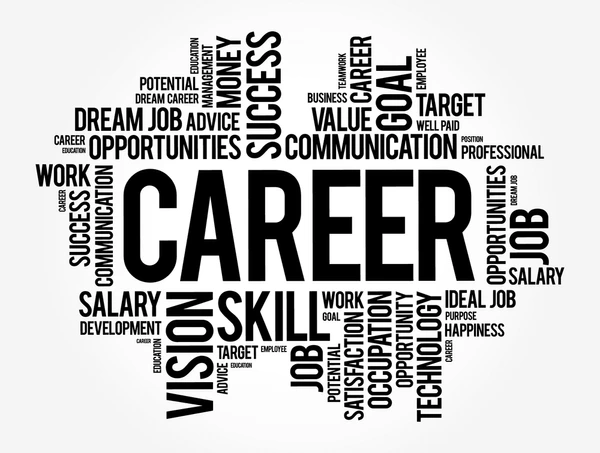 EDUCATION
MANAGEMENT
MONEY
SUCCESS
POTENTIAL
DREAM CAREER
DREAM JOB
ADVICE
CAREER
EDUCATION
OPPORTUNITIES
TEAMWORK
CAREER
GOAL
EMPLOYEE
BUSINESS
VALUE
TARGET
WELL PAID
COMMUNICATION
POSITION
PROFESSIONAL
WORK
CAREER
SUCCESS
COMMUNICATION
CAREER
OPPORTUNITIES
DREAM JOB
JOB
SALARY
SALARY
DEVELOPMENT
CAREER
EDUCATION
VISION
SKILL
TARGET
EMPLOYEE
ADVICE
EDUCATION
WORK
GOAL
JOB
POTENTIAL
SATISFACTION
OCCUPATION
OPPORTUNITY
TECHNOLOGY
IDEAL JOB
PURPOSE
HAPPINESS
CAREER